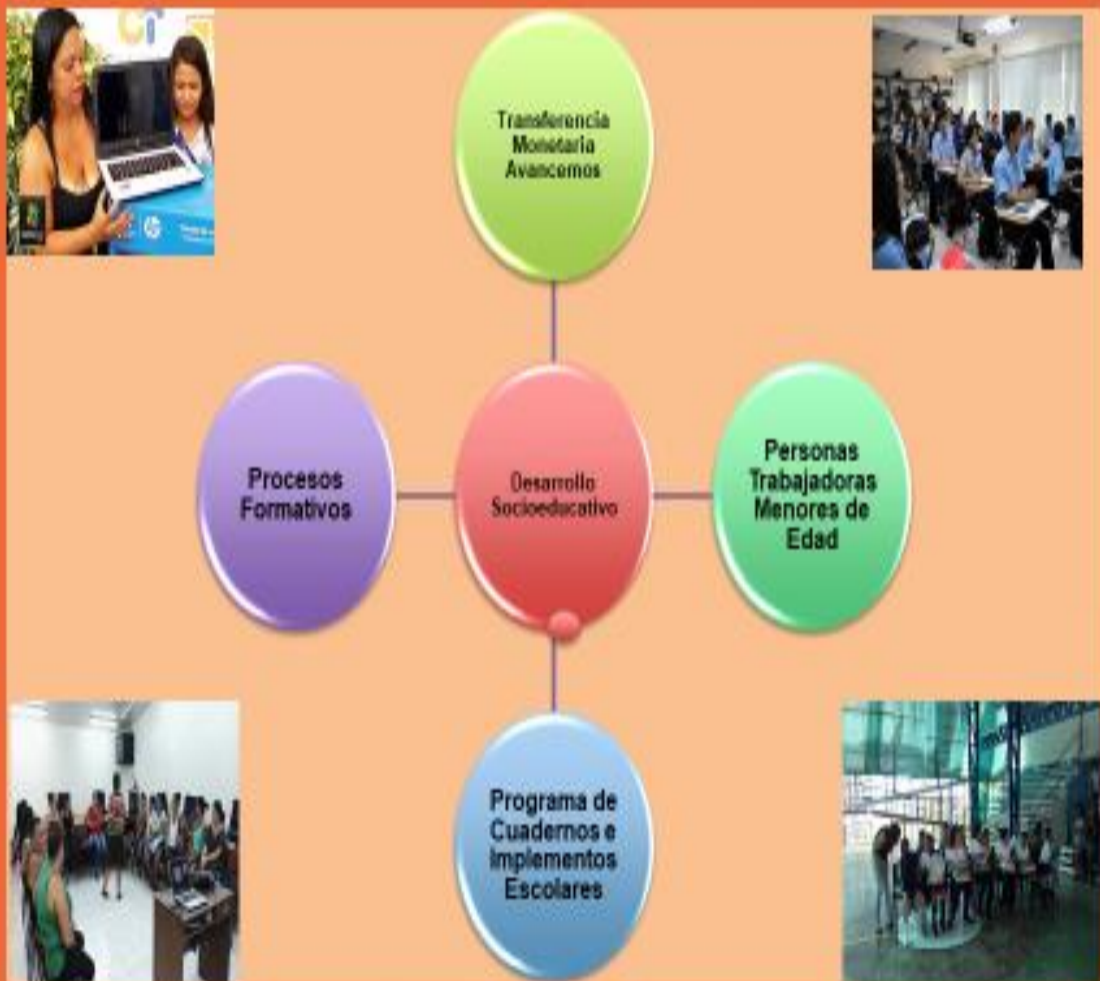 Transferencia
Monetaria
Avancemos
Procesos
Formativos
Desarrollo
Socioeducativo
Personas
Trabajadoras
Menores de
Edad
Programa de
Cuadernos e
Implementos
Escolares